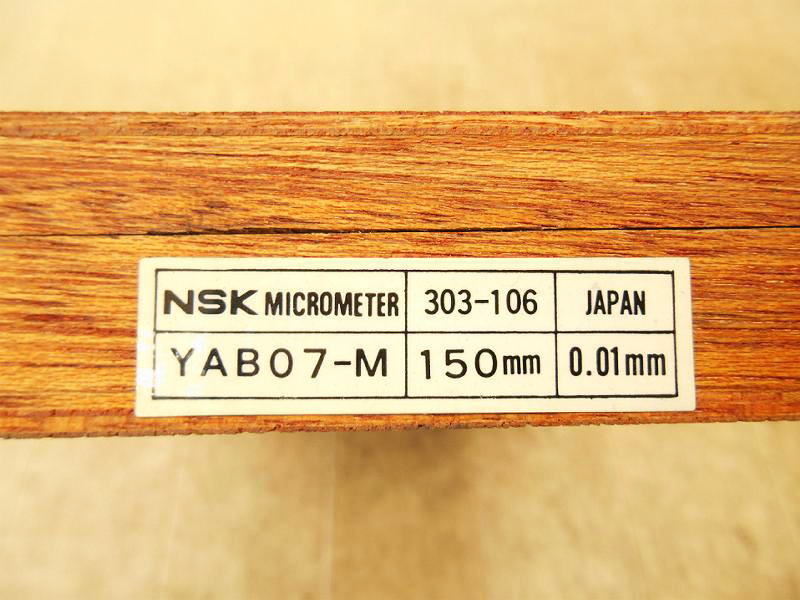 NSK MICROMETER 303-106 JAPAN
YAB07-M 150mm 0.01mm